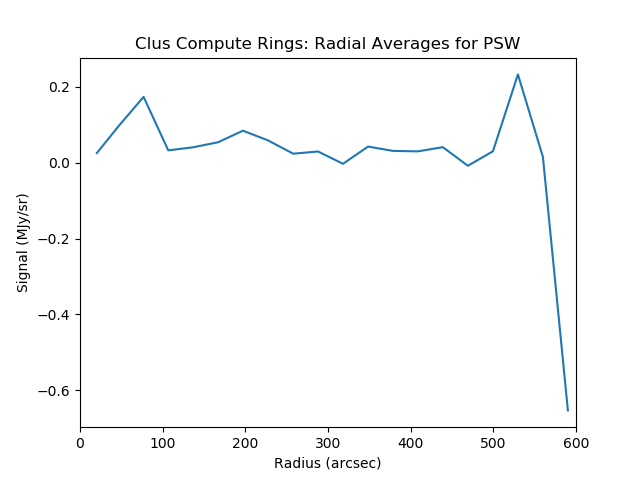 Clus Compute Rings: Radial Averages for PSW
0.2
0.0
−0.2
−0.4
−0.6
Signal (MJy/sr)
0 100 200 300 400 500 600
Radius (arcsec)